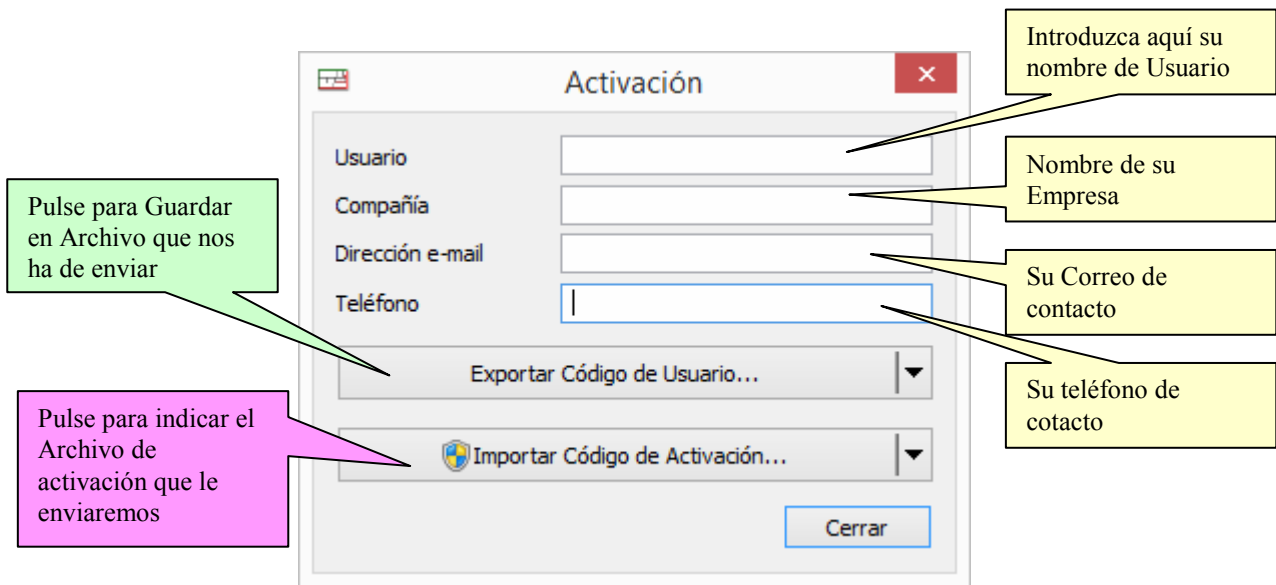 Introduzca aquí su
nombre de Usuario
Activación
Usuario
Nombre de su
Empresa
Compañía
Pulse para Guardar
en Archivo que nos
ha de enviar
Dirección e-mail
Su Correo de
contacto
Teléfono
Exportar Código de Usuario...
Su teléfono de
cotacto
Pulse para indicar el
Archivo de
activación que le
enviaremos
Importar Código de Activación...
Cerrar